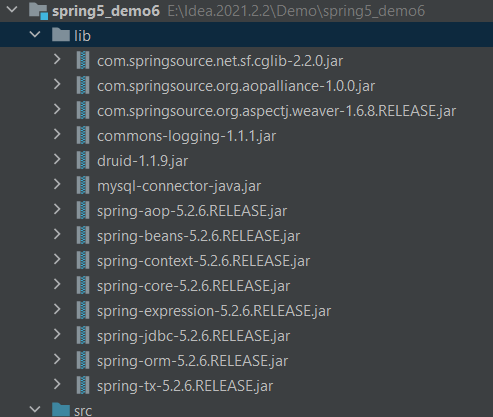 spring5_demo6 E:\Idea.2021.2.2\Demo\spring5_demo6
lib
com.springsource.net.sf.cglib-2.2.0.jar
com.springsource.org.aopalliance-1.0.0.jar
com.springsource.org.aspectj.weaver-1.6.8.RELEASE.jar
commons-logging-1.1.1.jar
druid-1.1.9.jar
mysql-connector-java.jar
spring-aop-5.2.6.RELEASE.jar
spring-beans-5.2.6.RELEASE.jar
spring-context-5.2.6.RELEASE.jar
spring-core-5.2.6.RELEASE.jar
spring-expression-5.2.6.RELEASE.jar
spring-jdbc-5.2.6.RELEASE.jar
spring-orm-5.2.6.RELEASE.jar
spring-tx-5.2.6.RELEASE.jar
src